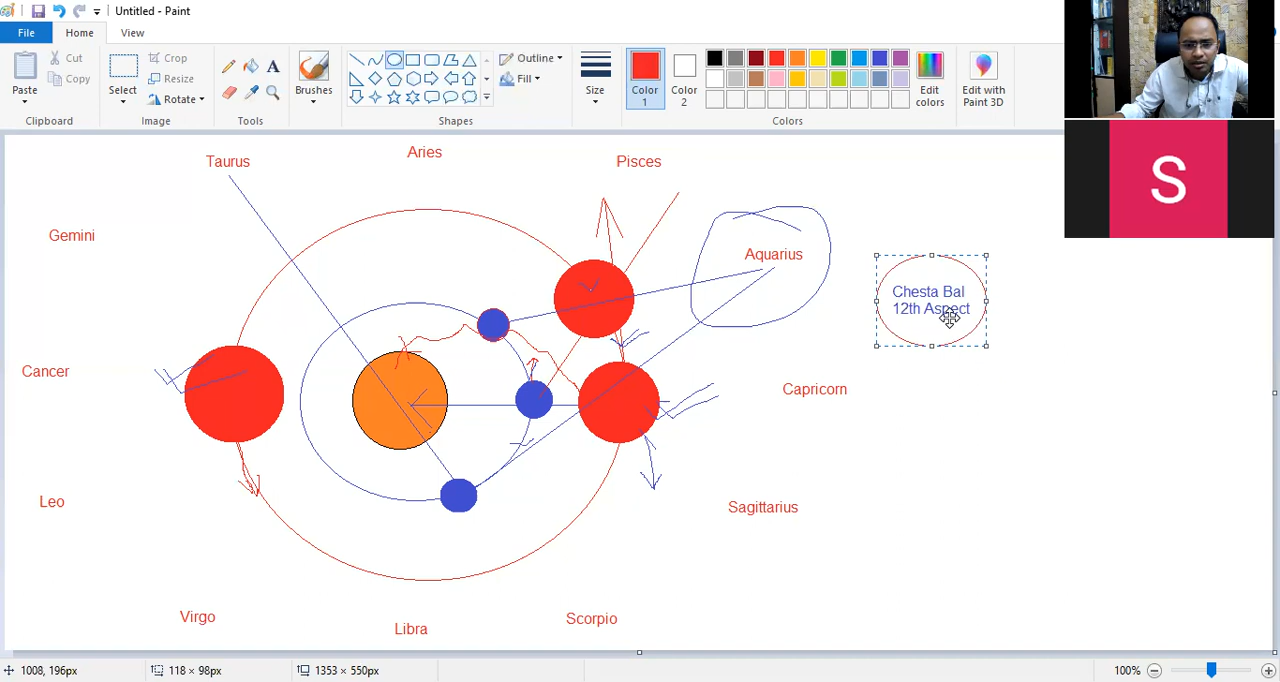 Untitled - Paint
File
Home
View
Paste
Cut
Copy
Clipboard
Select
Crop
Resize
Rotate
Image
A
Tools
Brushes
Outline
Fill
Shapes
Size
Color 1
Color 2
Edit colors
Colors
Edit with Paint 3D
S
Taurus
Aries
Pisces
Gemini
Aquarius
Chesta Bal
12th Aspect
Cancer
Capricorn
Leo
Sagittarius
Virgo
Libra
Scorpio
1008, 196px
118 × 98px
1353 × 550px
100%